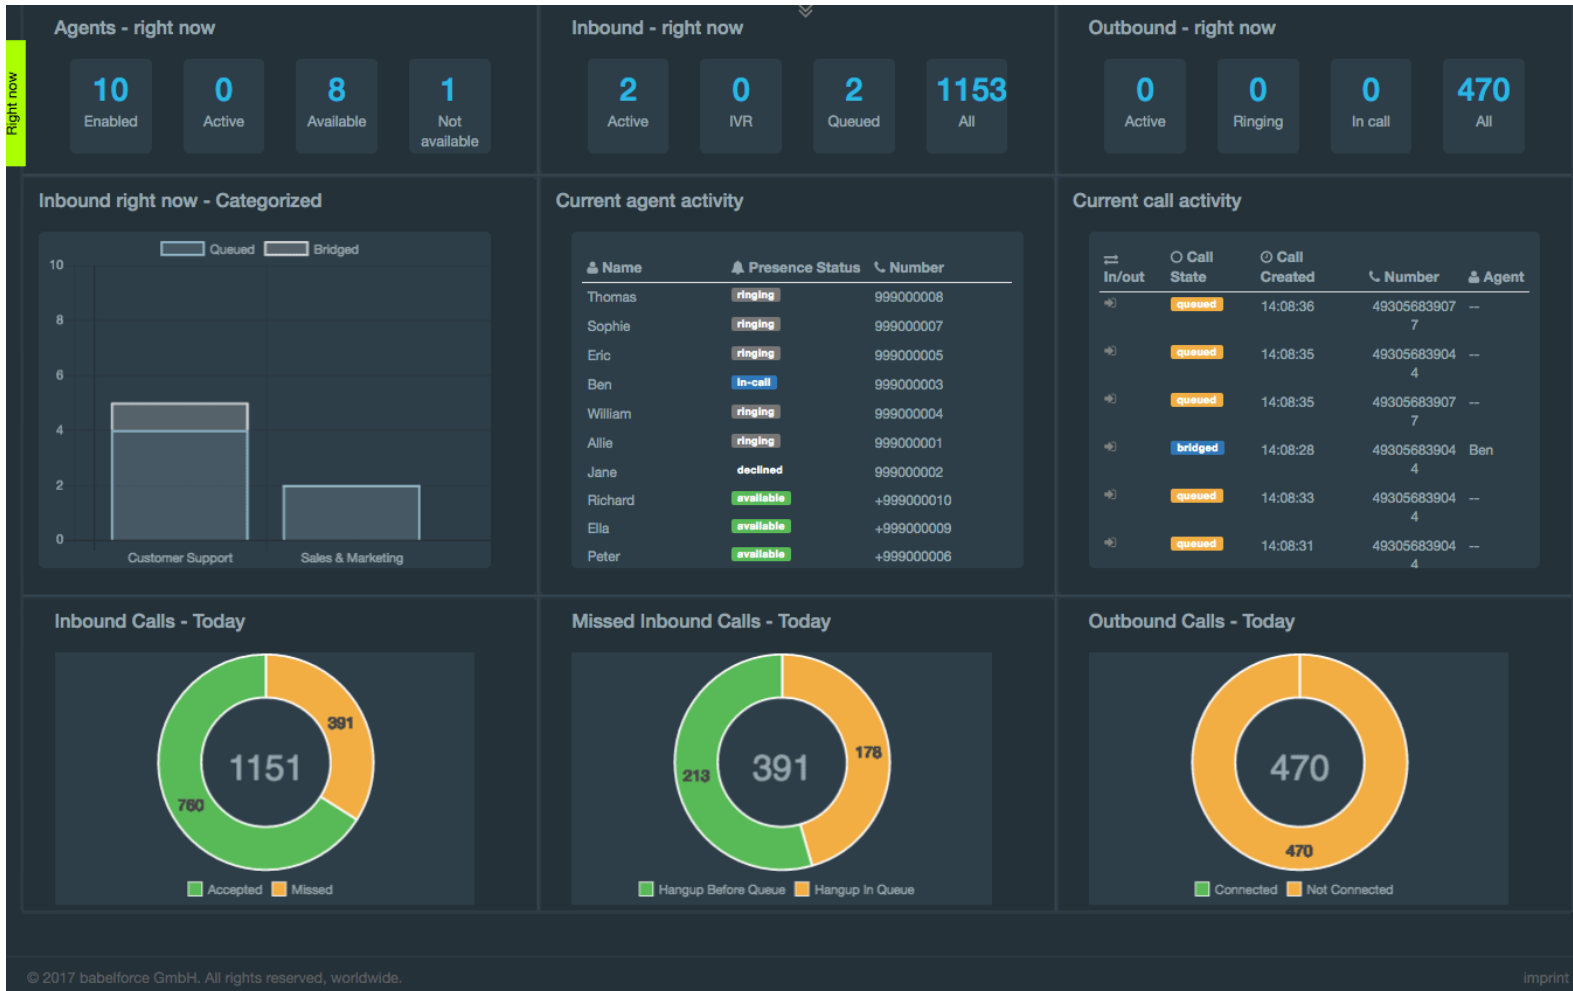 Right now
Agents - right now
10
Enabled
0
Active
8
Available
1
Not
available
Inbound - right now
2
Active
0
IVR
2
Queued
1153
All
Outbound - right now
0
Active
0
Ringing
0
In call
470
All
Inbound right now - Categorized
Queued Bridged
10
8
6
4
2
0
Customer Support Sales & Marketing
Current agent activity
Name Presence Status Number
Thomas ringing 999000008
Sophie ringing 999000007
Eric ringing 999000005
Ben in-call 999000003
William ringing 999000004
Allie ringing 999000001
Jane declined 999000002
Richard available +999000010
Ella available +999000009
Peter available +999000006
Current call activity
In/out Call State Call Created Number Agent
queued 14:08:36 49305683907 --
7
queued 14:08:35 49305683904 --
4
queued 14:08:35 49305683907 --
7
bridged 14:08:28 49305683904 Ben
4
queued 14:08:33 49305683904 --
4
queued 14:08:31 49305683904 --
4
Inbound Calls - Today
391
1151
760
Accepted Missed
Missed Inbound Calls - Today
178
391
213
Hangup Before Queue Hangup In Queue
Outbound Calls - Today
470
470
Connected Not Connected
© 2017 babelforce GmbH. All rights reserved, worldwide.
imprint